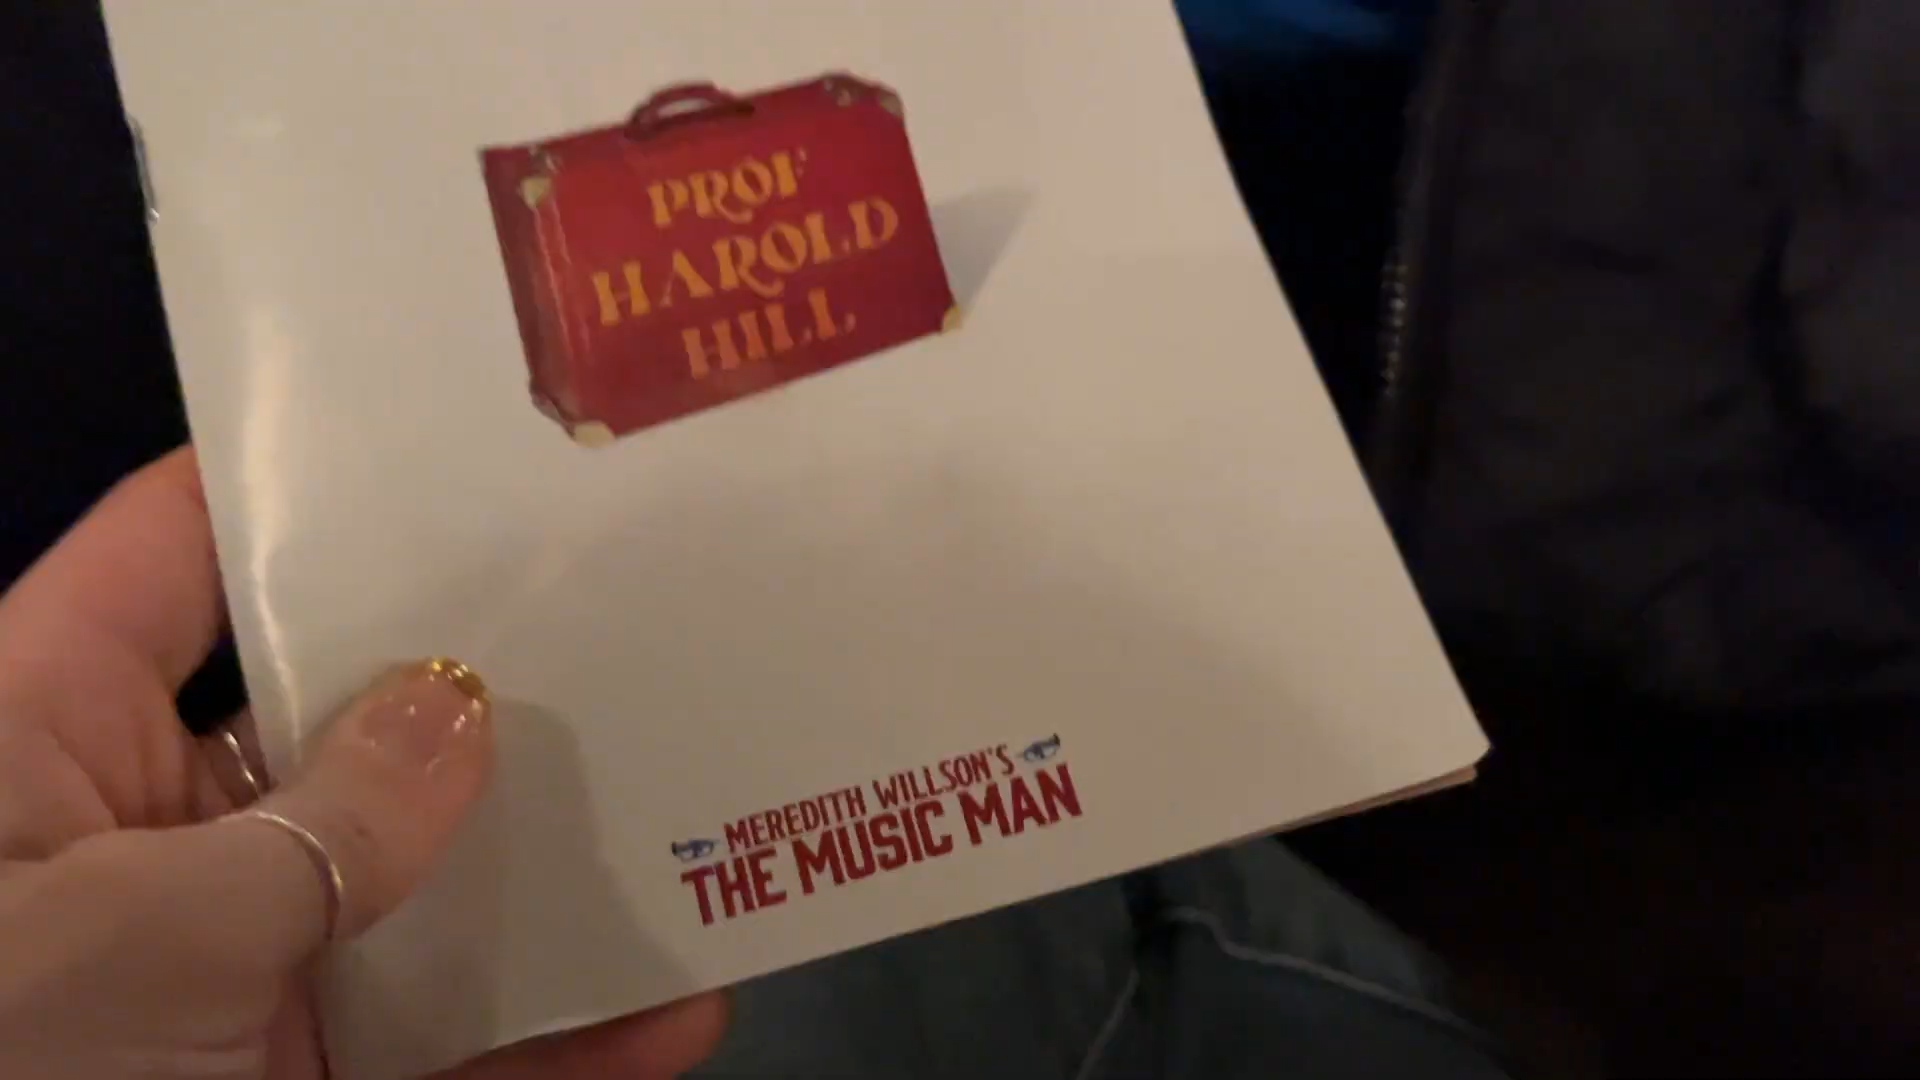 PROF
HAROLD
HILL
MEREDITH WILLSON'S
THE MUSIC MAN